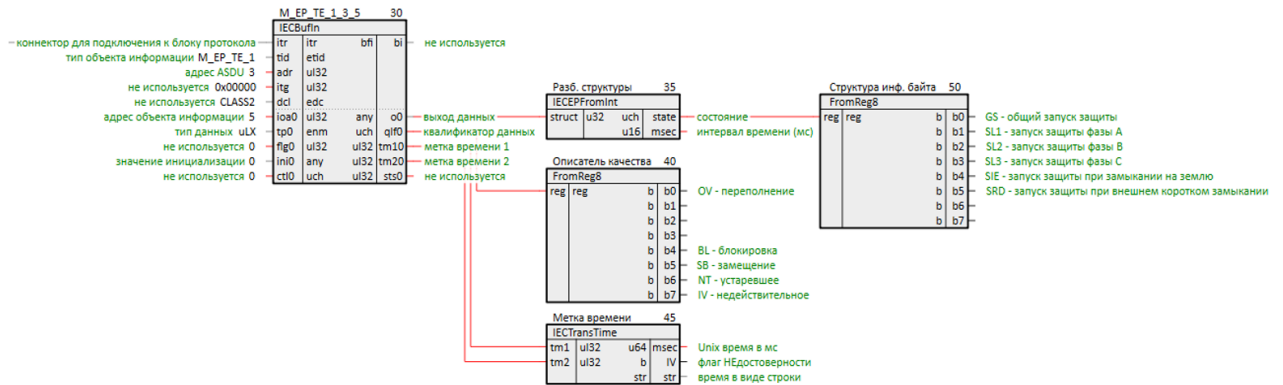 M_EP_TE_1_3_5 30
IECBufIn
коннектор для подключения к блоку протокола itr itr bfi bi не используется
тип объекта информации M_EP_TE_1 tid etid
адрес ASDU 3 adr ul32
не используется 0x00000 itg ul32
не используется CLASS2 dcl edc
адрес объекта информации 5 ioa0 ul32 any o0 выход данных
тип данных uLX tp0 enm uch qlf0 квалификатор данных
не используется 0 flg0 ul32 ul32 tm10 метка времени 1
значение инициализации 0 ini0 any ul32 tm20 метка времени 2
не используется 0 ctl0 uch ul32 sts0 не используется
Разб. структуры 35
IECEPFromInt
struct u32 uch state состояние
u16 msec интервал времени (мс)
Описатель качества 40
FromReg8
reg reg b b0 OV - переполнение
b b1
b b2
b b3
b b4 BL - блокировка
b b5 SB - замещение
b b6 NT - устаревшее
b b7 IV - недействительное
Метка времени 45
IECTransTime
tm1 ul32 u64 msec Unix время в мс
tm2 ul32 b IV флаг НЕдостоверности
str str время в виде строки
Структура инф. байта 50
FromReg8
reg reg b b0 GS - общий запуск защиты
b b1 SL1 - запуск защиты фазы A
b b2 SL2 - запуск защиты фазы B
b b3 SL3 - запуск защиты фазы C
b b4 SIE - запуск защиты при замыкании на землю
b b5 SRD - запуск защиты при внешнем коротком замыкании
b b6
b b7